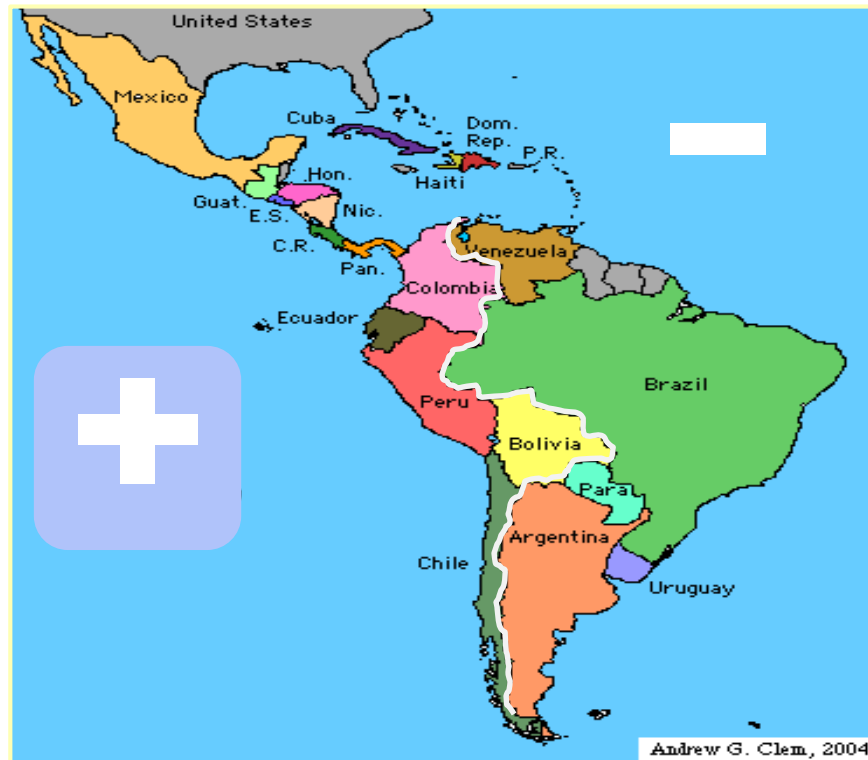 United States
Mexico
Cuba
Dom.
Rep.
P.R.
Haiti
Hon.
Guat.
E.S.
Nic.
C.R.
Pan.
Venezuela
Colombia
Ecuador
Brazil
Peru
Bolivia
Para
Argentina
Chile
Uruguay
Andrew G. Clem, 2004